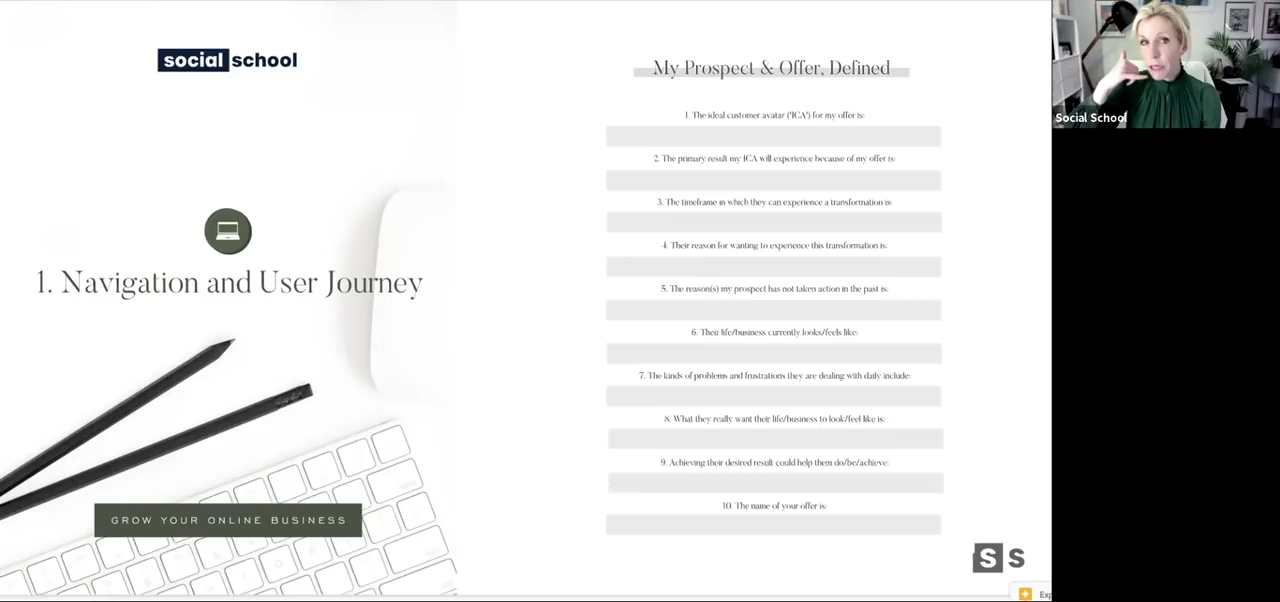 social school
1. Navigation and User Journey
GROW YOUR ONLINE BUSINESS
My Prospect & Offer, Defined
1. The ideal customer avatar ("ICA") for my offer is:
2. The primary result my ICA will experience because of my offer is:
3. The timeframe in which they can experience a transformation is:
4. Their reason for wanting to experience this transformation is:
5. The reason(s) my prospect has not taken action in the past is:
6. Their life/business currently looks/feels like:
7. The kinds of problems and frustrations they are dealing with daily include:
8. What they really want their life/business to look/feel like is:
9. Achieving their desired result could help them do/be/achieve:
10. The name of your offer is:
S S
Exp
Social School